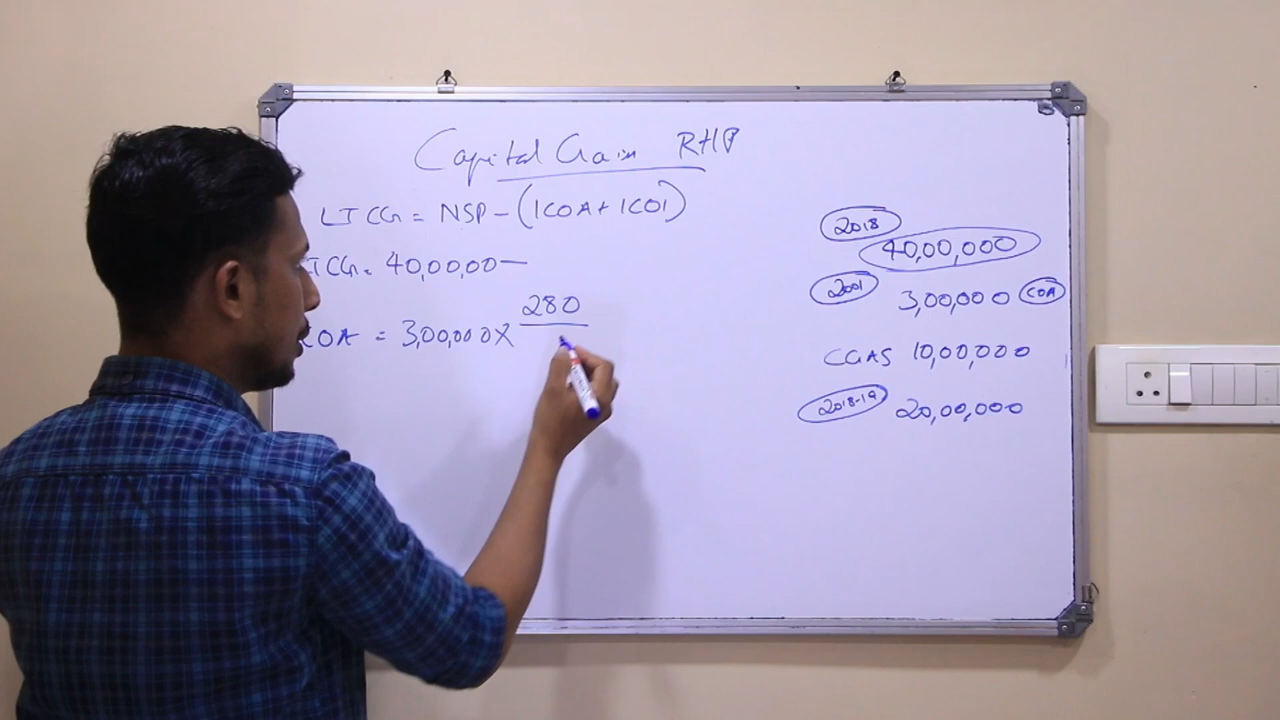 Capital Gain RHP
LTCG = NSP - (ICOA + ICOI)
TCG = 40,00,00 -
COA = 3,00,000 X 280
2018
40,00,000
2001 3,00,000 COA
CGAS 10,00,000
2018-19 20,00,000